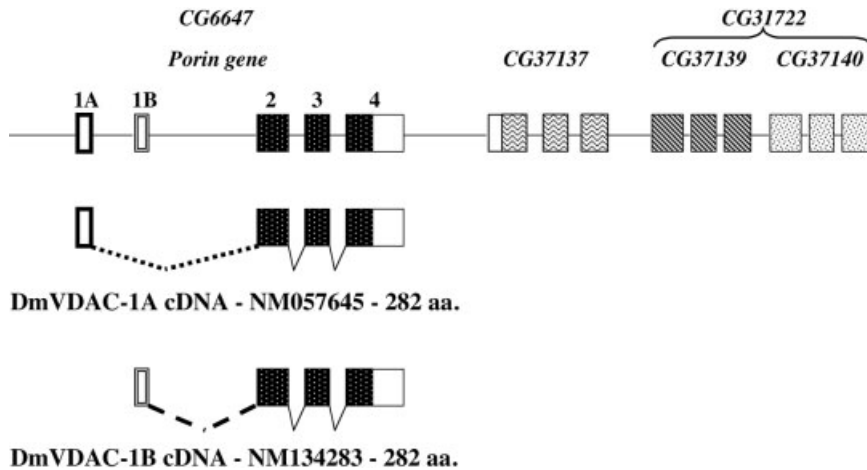 CG6647 CG31722
Porin gene CG37137 CG37139 CG37140
1A 1B 2 3 4
DmVDAC-1A cDNA - NM057645 - 282 aa.
DmVDAC-1B cDNA - NM134283 - 282 aa.